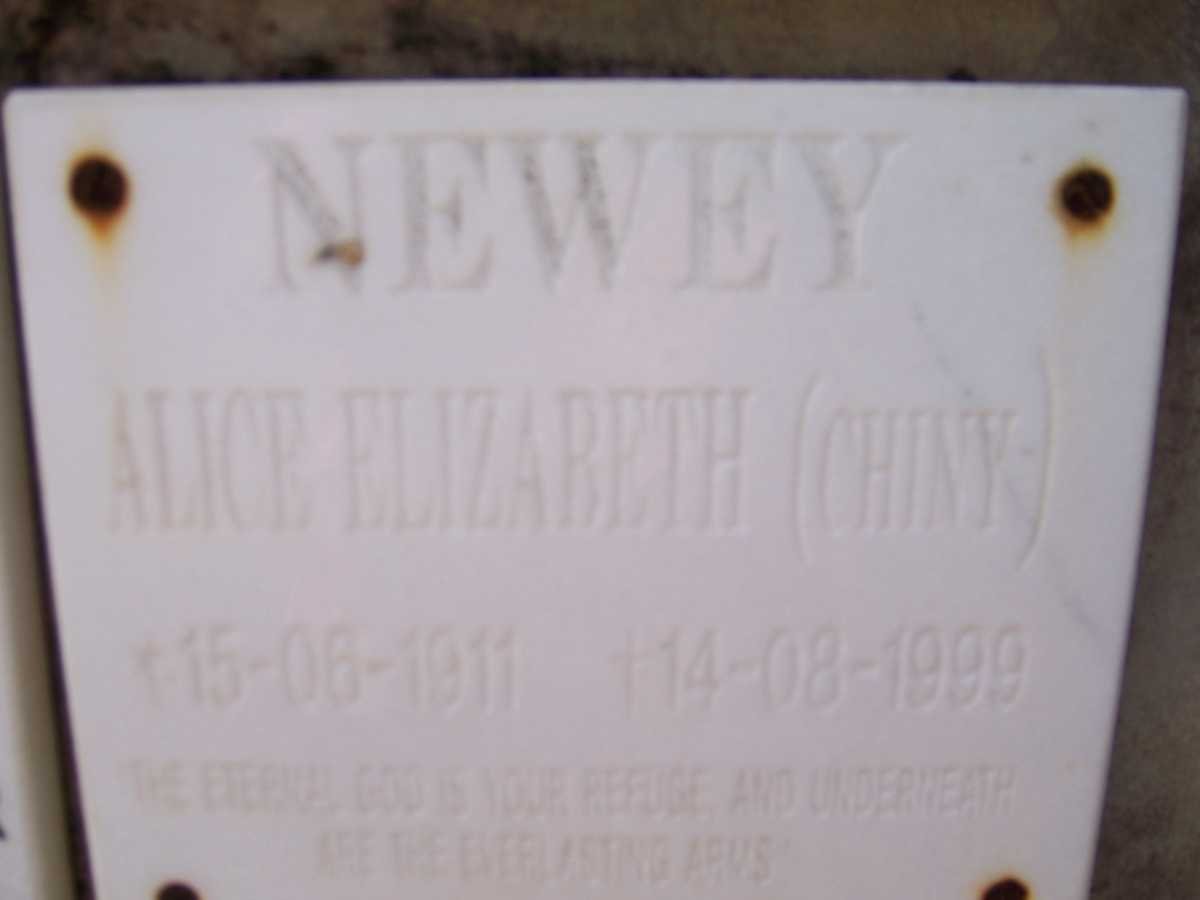 NEWEY
ALICE ELIZABETH (CHINY)
*15-06-1911 †14-08-1999
"THE ETERNAL GOD IS YOUR REFUGE, AND UNDERNEATH
ARE THE EVERLASTING ARMS"